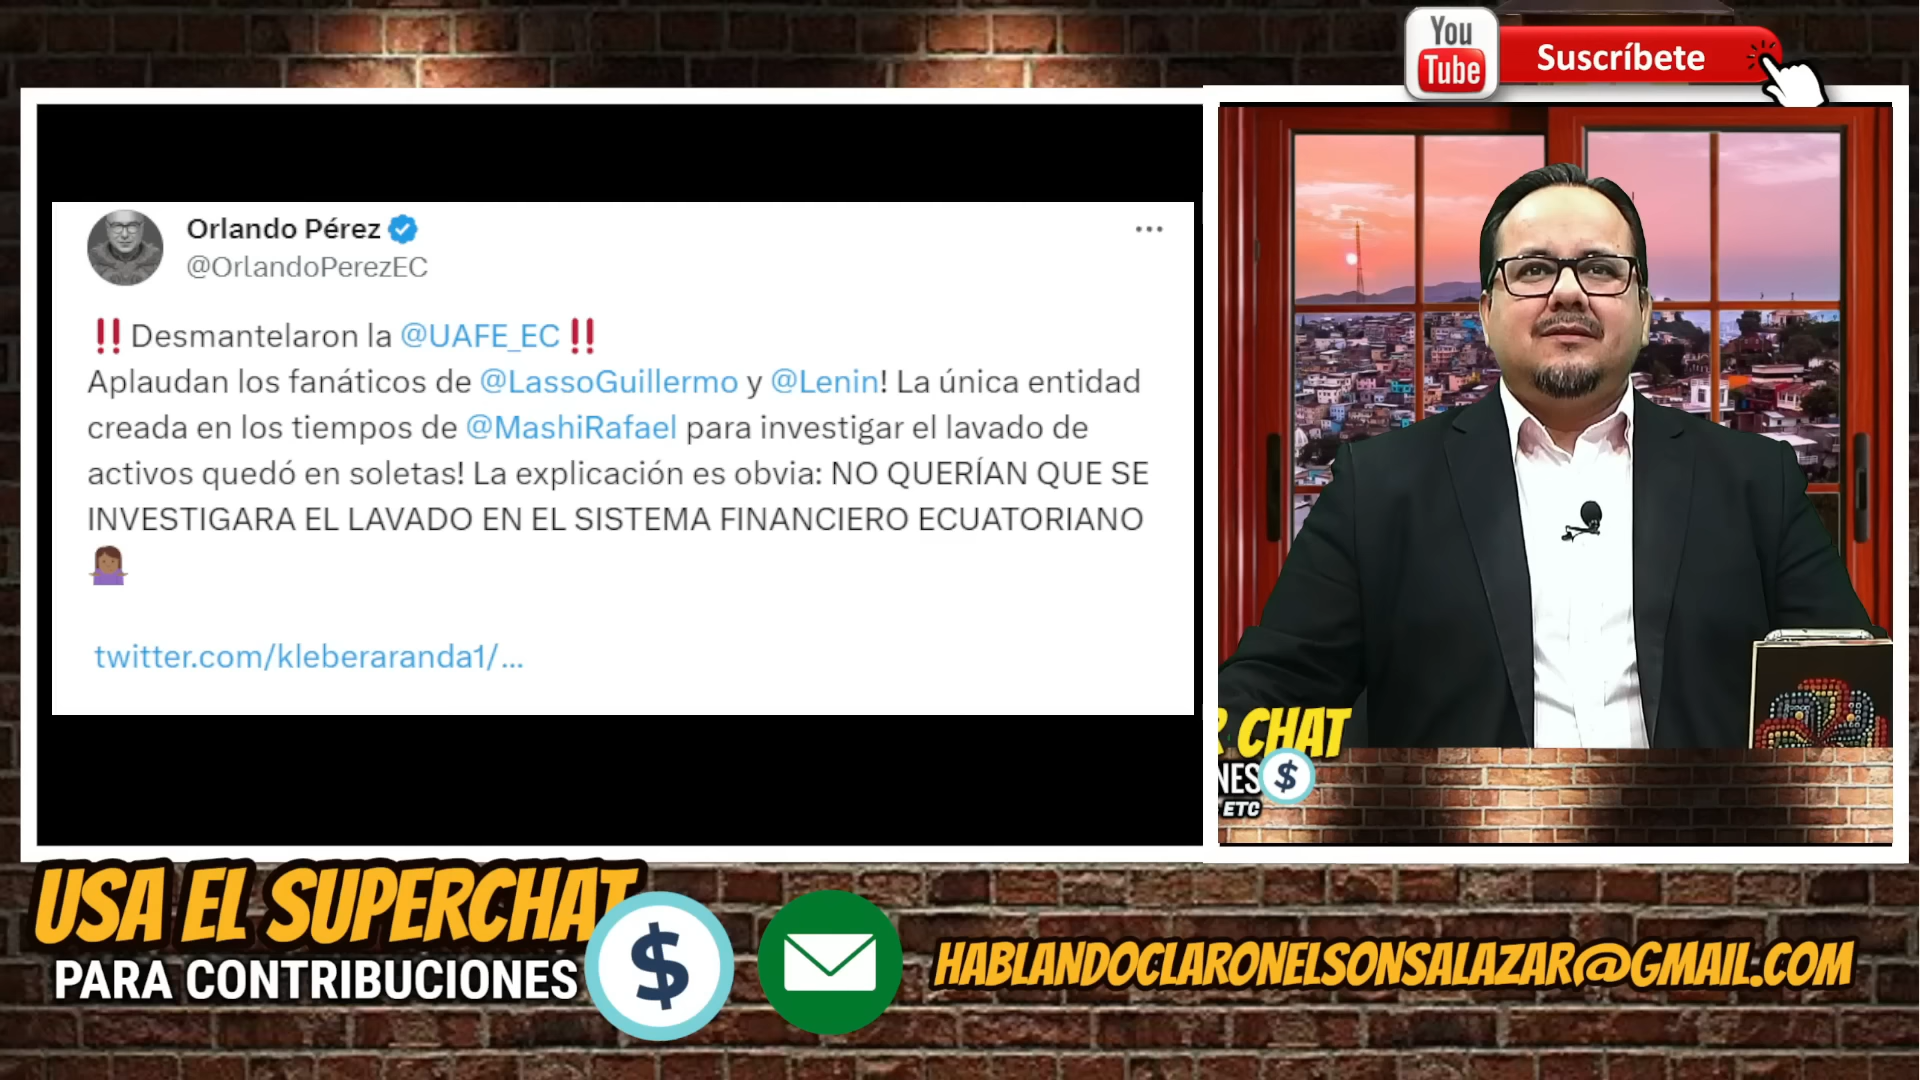 You
Tube
Suscríbete
Orlando Pérez
@OrlandoPerezEC
‼️Desmantelaron la @UAFE_EC‼️
Aplaudan los fanáticos de @LassoGuillermo y @Lenin! La única entidad
creada en los tiempos de @MashiRafael para investigar el lavado de
activos quedó en soletas! La explicación es obvia: NO QUERÍAN QUE SE
INVESTIGARA EL LAVADO EN EL SISTEMA FINANCIERO ECUATORIANO
🤷🏾‍♀️
twitter.com/kleberaranda1/...
R CHAT
NES $
ETC
USA EL SUPERCHAT
PARA CONTRIBUCIONES
$
HABLANDOCLARONELSONSALAZAR@GMAIL.COM